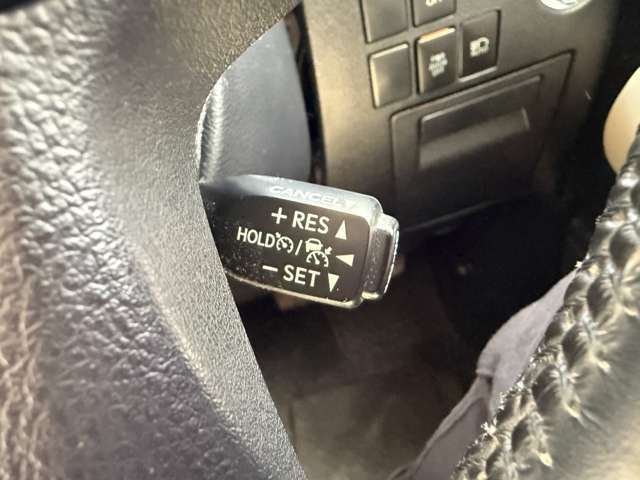 CANCEL
+ RES ▲
HOLD / ◄
− SET ▼